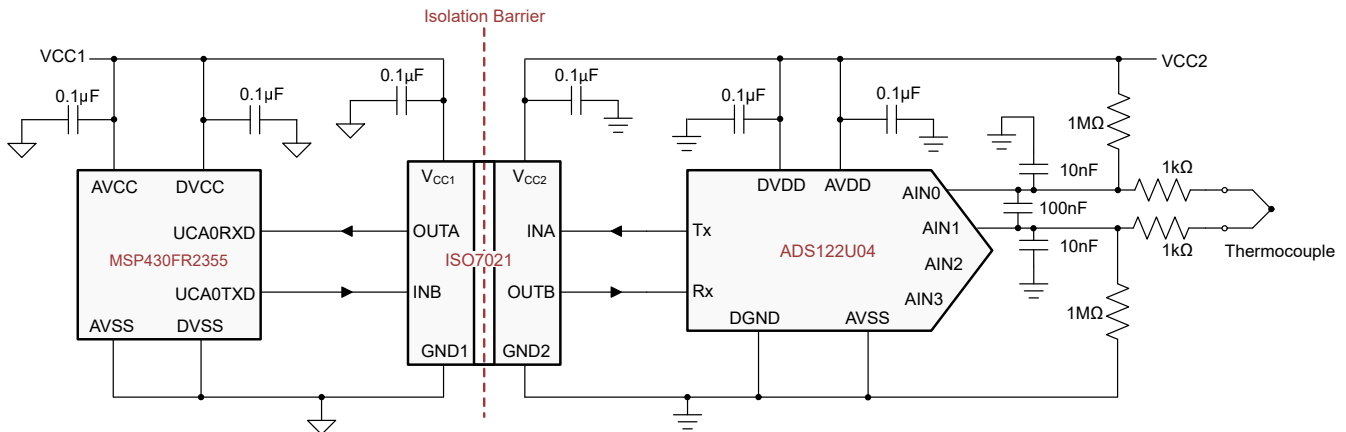 Isolation Barrier
VCC1
VCC2
0.1µF
0.1µF
0.1µF
0.1µF
0.1µF
0.1µF
1MΩ
10nF
1kΩ
AVCC
DVCC
VCC1
VCC2
DVDD
AVDD
AIN0
100nF
UCA0RXD
OUTA
INA
Tx
AIN1
10nF
1kΩ
Thermocouple
MSP430FR2355
ISO7021
ADS122U04
AIN2
UCA0TXD
INB
OUTB
Rx
AIN3
1MΩ
AVSS
DVSS
DGND
AVSS
GND1
GND2